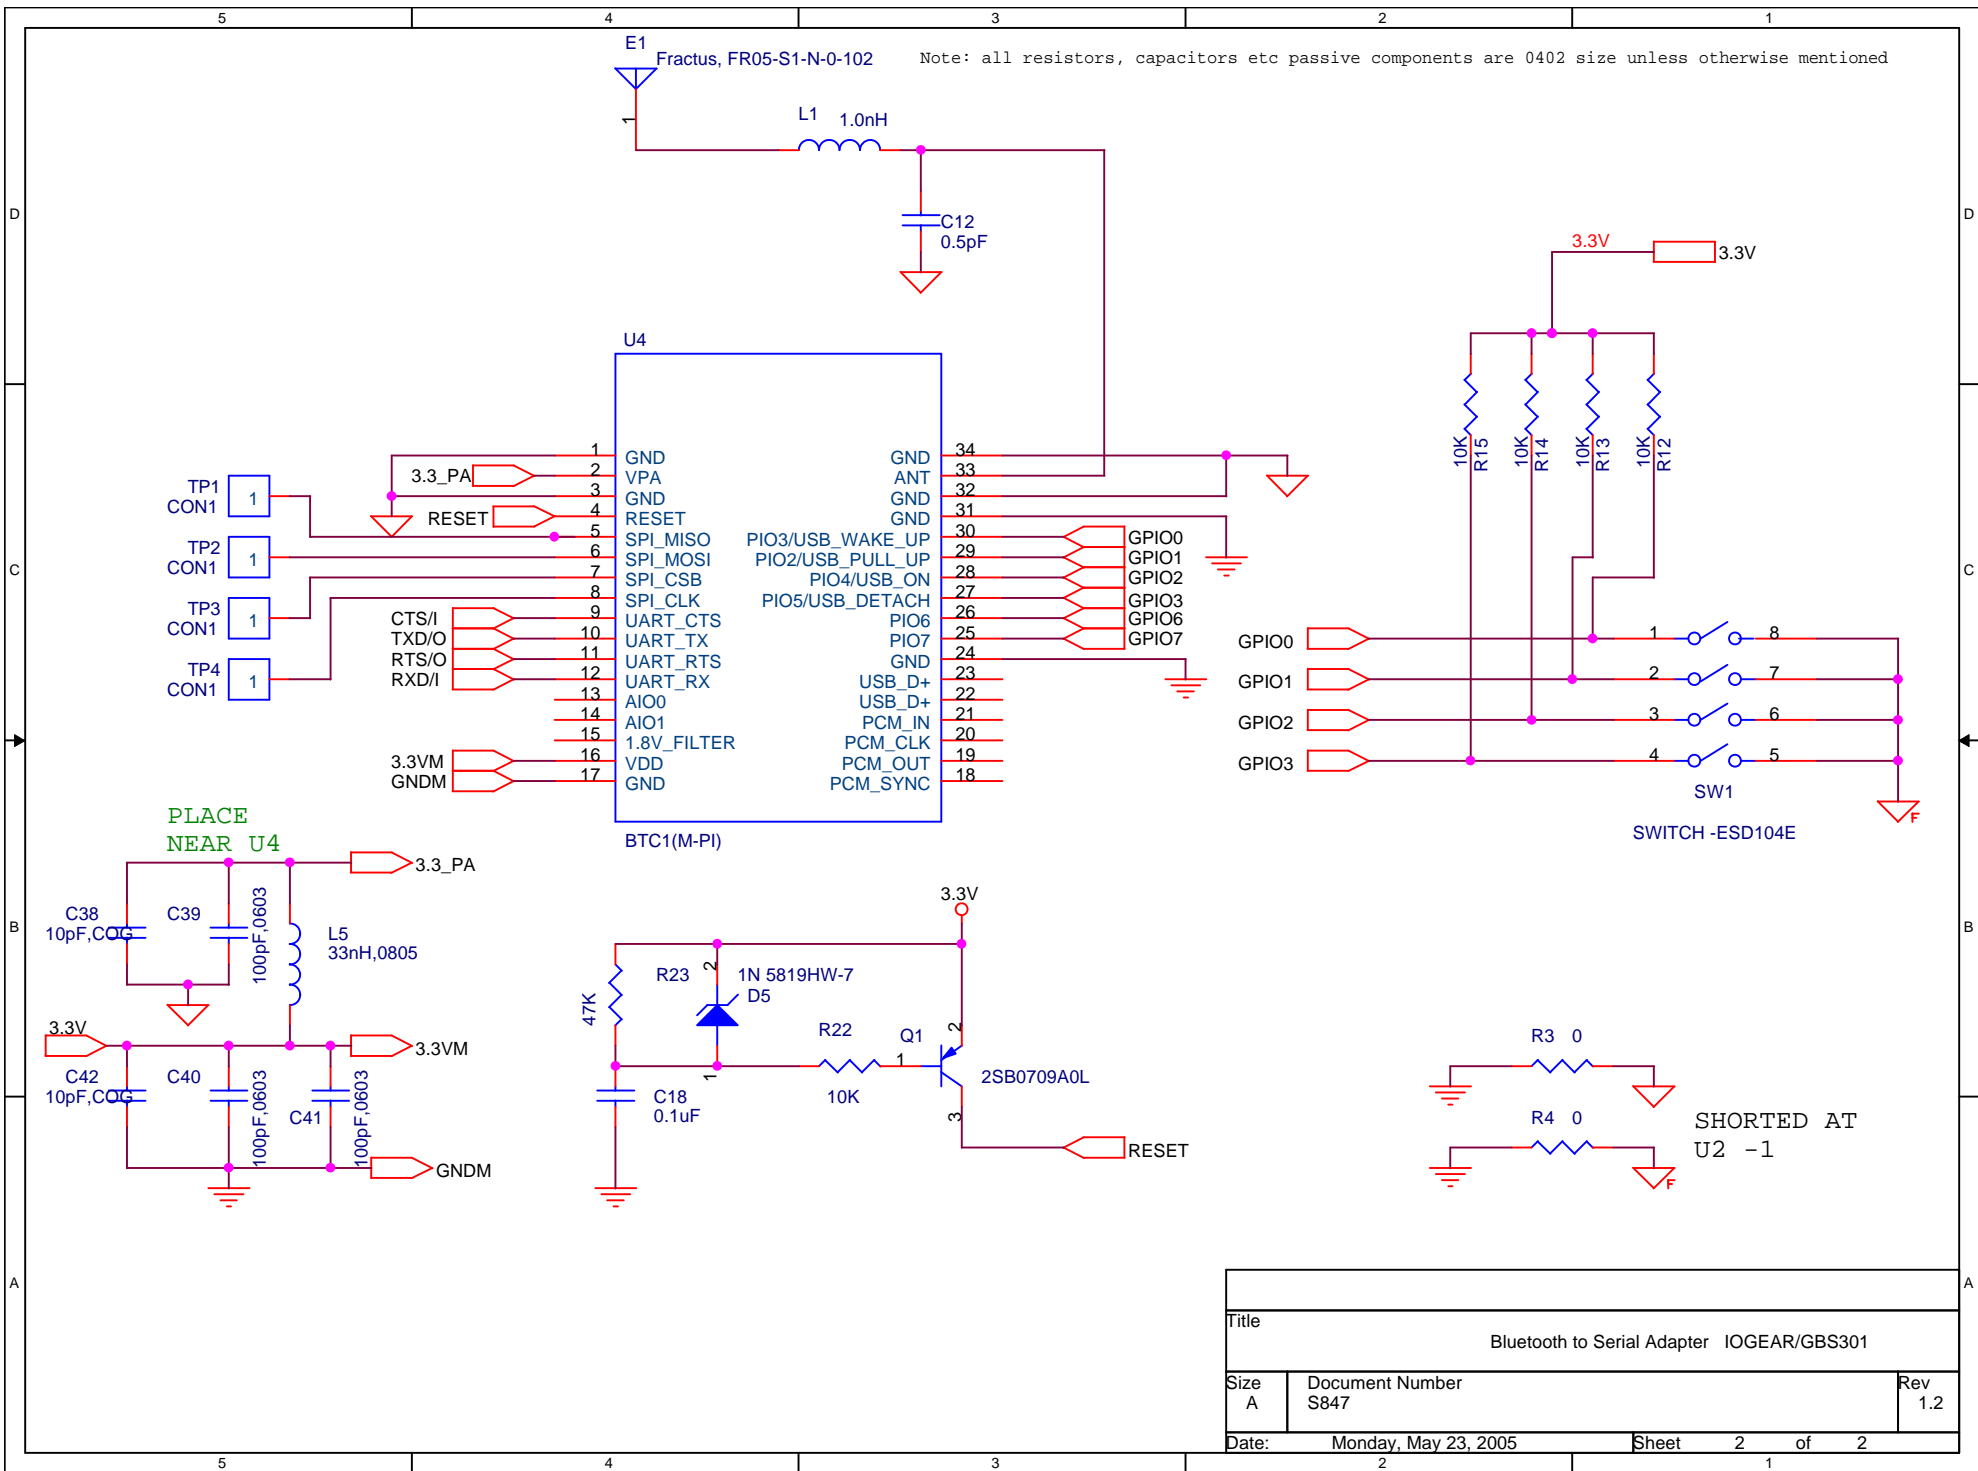 5 4 3 2 1
E1
Fractus, FR05-S1-N-0-102
Note: all resistors, capacitors etc passive components are 0402 size unless otherwise mentioned
1
L1 1.0nH
D D
C12
0.5pF
3.3V
3.3V
10K R15
10K R14
10K R13
10K R12
U4
1 GND
2 VPA
3 GND
4 RESET
5 SPI_MISO
6 SPI_MOSI
7 SPI_CSB
8 SPI_CLK
9 UART_CTS
10 UART_TX
11 UART_RTS
12 UART_RX
13 AIO0
14 AIO1
15 1.8V_FILTER
16 VDD
17 GND
GND 34
ANT 33
GND 32
GND 31
PIO3/USB_WAKE_UP 30
PIO2/USB_PULL_UP 29
PIO4/USB_ON 28
PIO5/USB_DETACH 27
PIO6 26
PIO7 25
GND 24
USB_D+ 23
USB_D+ 22
PCM_IN 21
PCM_CLK 20
PCM_OUT 19
PCM_SYNC 18
BTC1(M-PI)
3.3_PA
RESET
TP1
CON1 1
TP2
CON1 1
TP3
CON1 1
TP4
CON1 1
CTS/I
TXD/O
RTS/O
RXD/I
3.3VM
GNDM
GPIO0
GPIO1
GPIO2
GPIO3
GPIO6
GPIO7
C C
GPIO0 1 8
GPIO1 2 7
GPIO2 3 6
GPIO3 4 5
SW1
SWITCH -ESD104E
F
PLACE
NEAR U4
3.3_PA
C38
10pF,COG
C39
100pF,0603
L5
33nH,0805
3.3V
3.3VM
C42
10pF,COG
C40
100pF,0603
C41
100pF,0603
GNDM
B B
3.3V
R23
47K
2
1N 5819HW-7
D5
1
R22
10K
Q1
1
2
3
2SB0709A0L
C18
0.1uF
RESET
R3 0
R4 0
F
SHORTED AT
U2 -1
A A
Title
Bluetooth to Serial Adapter IOGEAR/GBS301
Size
A
Document Number
S847
Rev
1.2
Date: Monday, May 23, 2005 Sheet 2 of 2
5 4 3 2 1